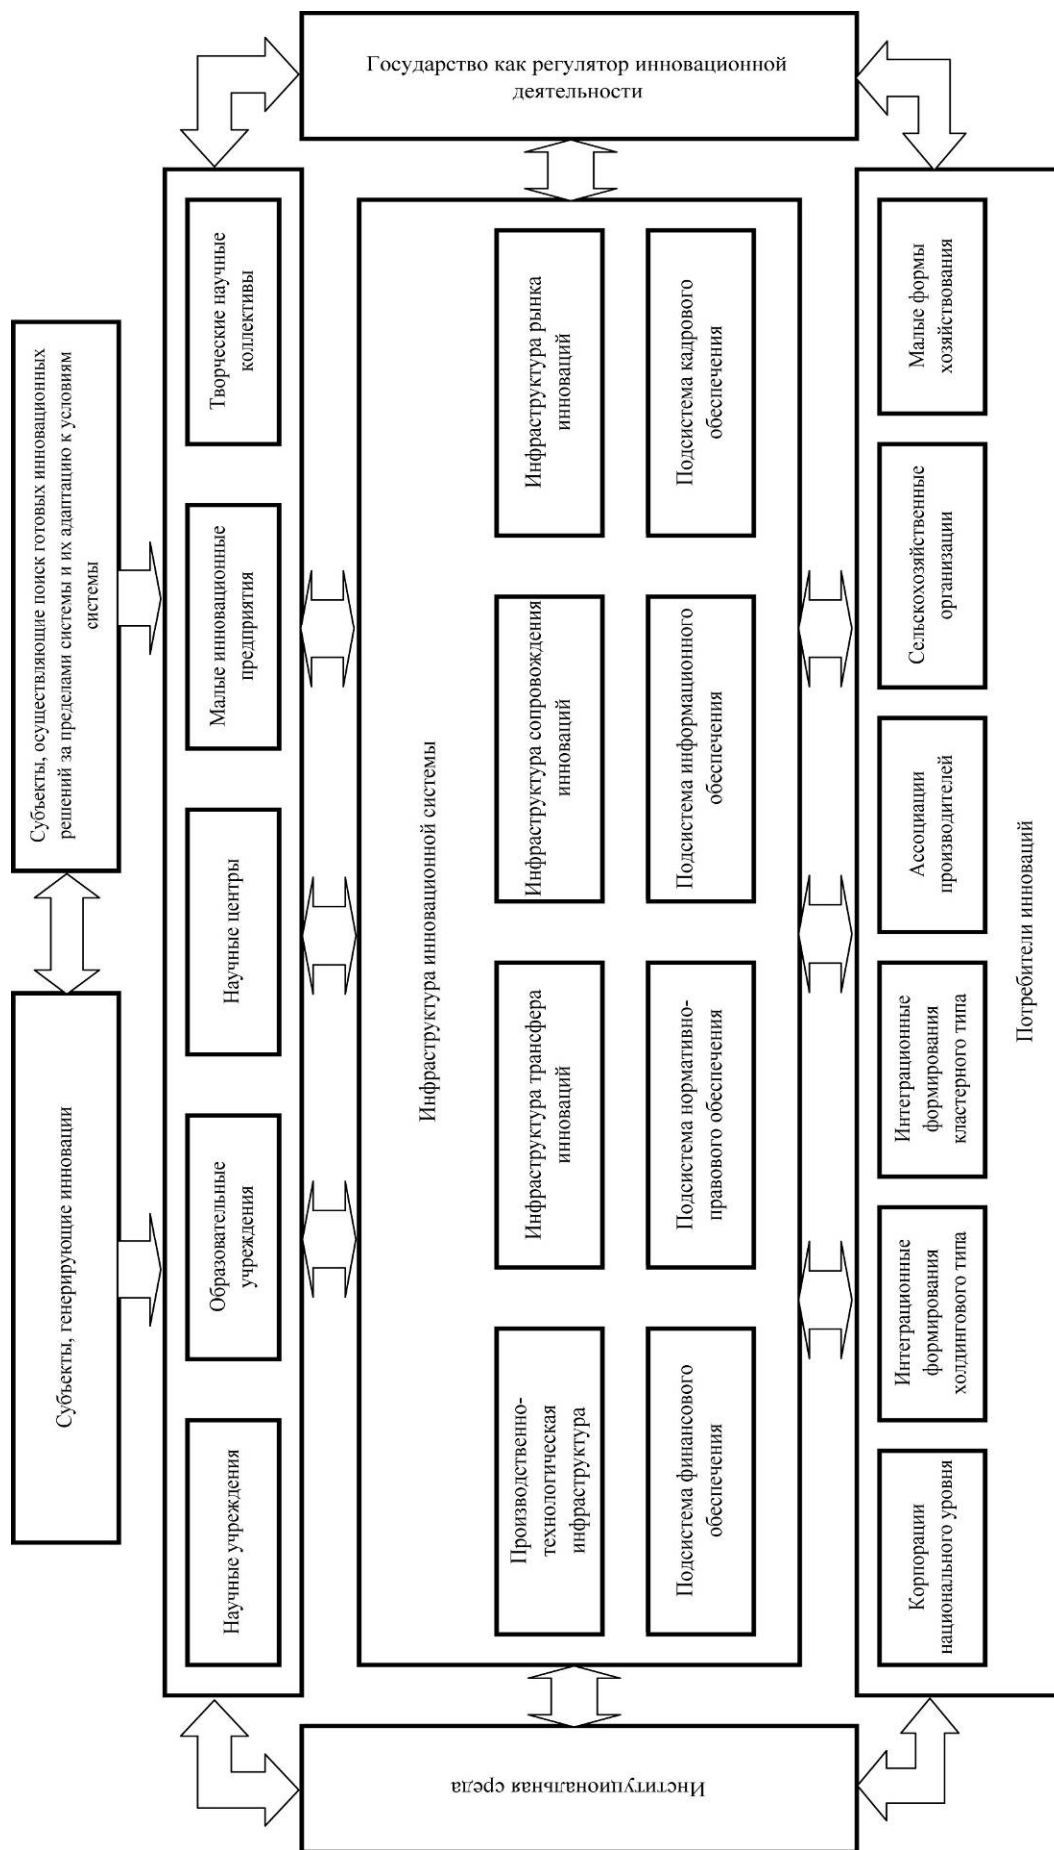 Субъекты, генерирующие инновации
Субъекты, осуществляющие поиск готовых инновационных
решений за пределами системы и их адаптацию к условиям
системы
Научные учреждения
Образовательные
учреждения
Научные центры
Малые инновационные
предприятия
Творческие научные
коллективы
Институциональная среда
Инфраструктура инновационной системы
Производственно-
технологическая
инфраструктура
Инфраструктура трансфера
инноваций
Инфраструктура сопровождения
инноваций
Инфраструктура рынка
инноваций
Подсистема финансового
обеспечения
Подсистема нормативно-
правового обеспечения
Подсистема информационного
обеспечения
Подсистема кадрового
обеспечения
Государство как регулятор инновационной
деятельности
Корпорации
национального уровня
Интеграционные
формирования
холдингового типа
Интеграционные
формирования
кластерного типа
Ассоциации
производителей
Сельскохозяйственные
организации
Малые формы
хозяйствования
Потребители инноваций